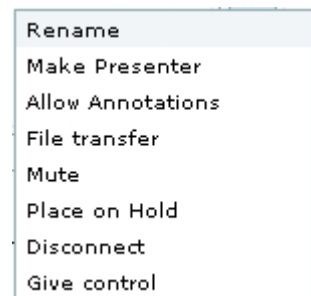 Rename
Make Presenter
Allow Annotations
File transfer
Mute
Place on Hold
Disconnect
Give control